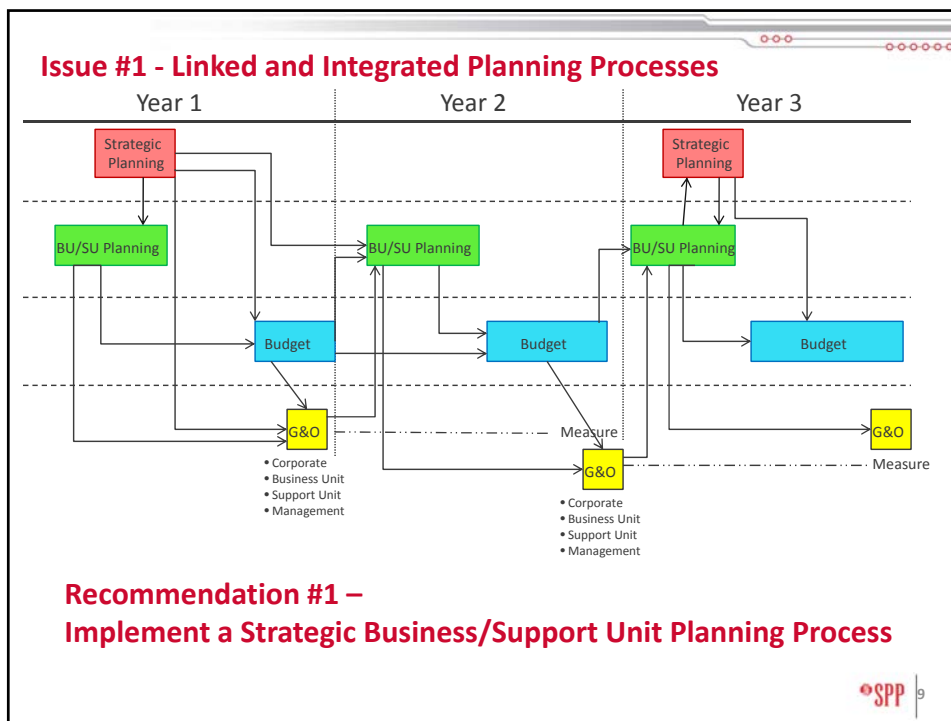 Issue #1 - Linked and Integrated Planning Processes
Year 1
Year 2
Year 3
Strategic
Planning
Strategic
Planning
BU/SU Planning
BU/SU Planning
BU/SU Planning
Budget
Budget
Budget
G&O
Measure
G&O
• Corporate
• Business Unit
• Support Unit
• Management
G&O
Measure
• Corporate
• Business Unit
• Support Unit
• Management
Recommendation #1 –
Implement a Strategic Business/Support Unit Planning Process
SPP
9